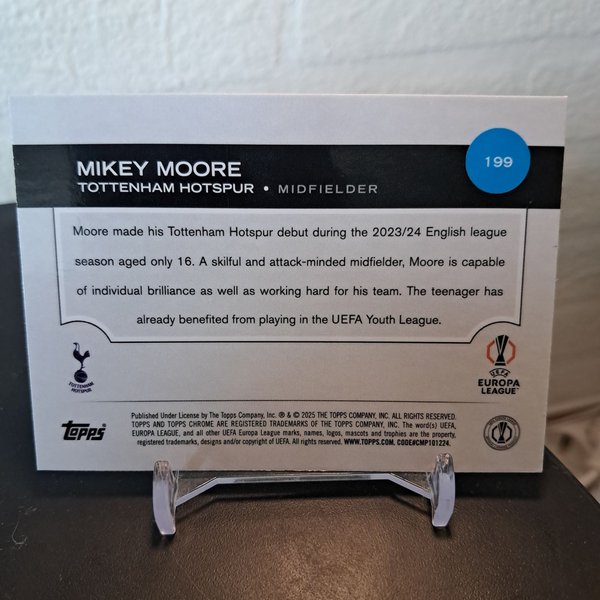 199
MIKEY MOORE
TOTTENHAM HOTSPUR • MIDFIELDER
Moore made his Tottenham Hotspur debut during the 2023/24 English league
season aged only 16. A skilful and attack-minded midfielder, Moore is capable
of individual brilliance as well as working hard for his team. The teenager has
already benefited from playing in the UEFA Youth League.
TOTTENHAM
HOTSPUR
UEFA
EUROPA
LEAGUE
Topps
Published Under License by The Topps Company, Inc. ® & © 2025 THE TOPPS COMPANY, INC. ALL RIGHTS RESERVED.
TOPPS AND TOPPS CHROME ARE REGISTERED TRADEMARKS OF THE TOPPS COMPANY, INC. The word(s) UEFA,
EUROPA LEAGUE, and all other UEFA Europa League marks, names, logos, mascots and trophies are the property,
registered trademarks, designs and/or copyright of UEFA. All rights reserved. WWW.TOPPS.COM. CODE#CMP101224.